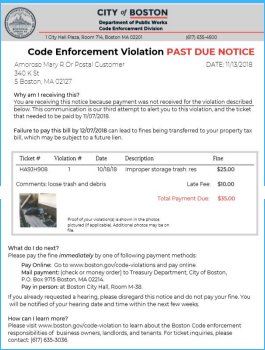 CITY of BOSTON
Department of Public Works
Code Enforcement Division
1 City Hall Plaza, Room 714, Boston MA 02201 (617) 635-4500
Code Enforcement Violation PAST DUE NOTICE
Ambroso Mary R Or Postal Customer DATE: 11/13/2018
340 K St
S Boston, MA 02127
Why am I receiving this?
You are receiving this notice because payment was not received for the violation described
below. This communication is our third attempt to alert you to this violation, and the ticket
that needed to be paid by 11/07/2018.
Failure to pay this bill by 12/07/2018 can lead to fines being transferred to your property tax
bill, which may be subject to a future lien.
Ticket # Violation # Date Description Fine
HA93H908 1 10/18/18 Improper storage trash: res $25.00
Comments: loose trash and debris Late Fee: $10.00
Total Payment Due: $35.00
Proof of your violation(s) is shown in the photos
pictured (if applicable). Additional photos may be on
file.
What do I do next?
Please pay the fine immediately by one of following payment methods:
Pay Online: Go to www.boston.gov/code-violations and pay online.
Mail payment: (check or money order) to Treasury Department, City of Boston,
P.O. Box 9715 Boston, MA 02114.
Pay in person: at Boston City Hall, Room M-38.
If you already requested a hearing, please disregard this notice and do not pay your fine. You
will be notified of your hearing date and time within the next few weeks.
How can I learn more?
Please visit www.boston.gov/code-violation to learn about the Boston Code enforcement
responsibilities of business owners, landlords, and tenants. For ticket inquiries, please
contact: (617) 635-3036.